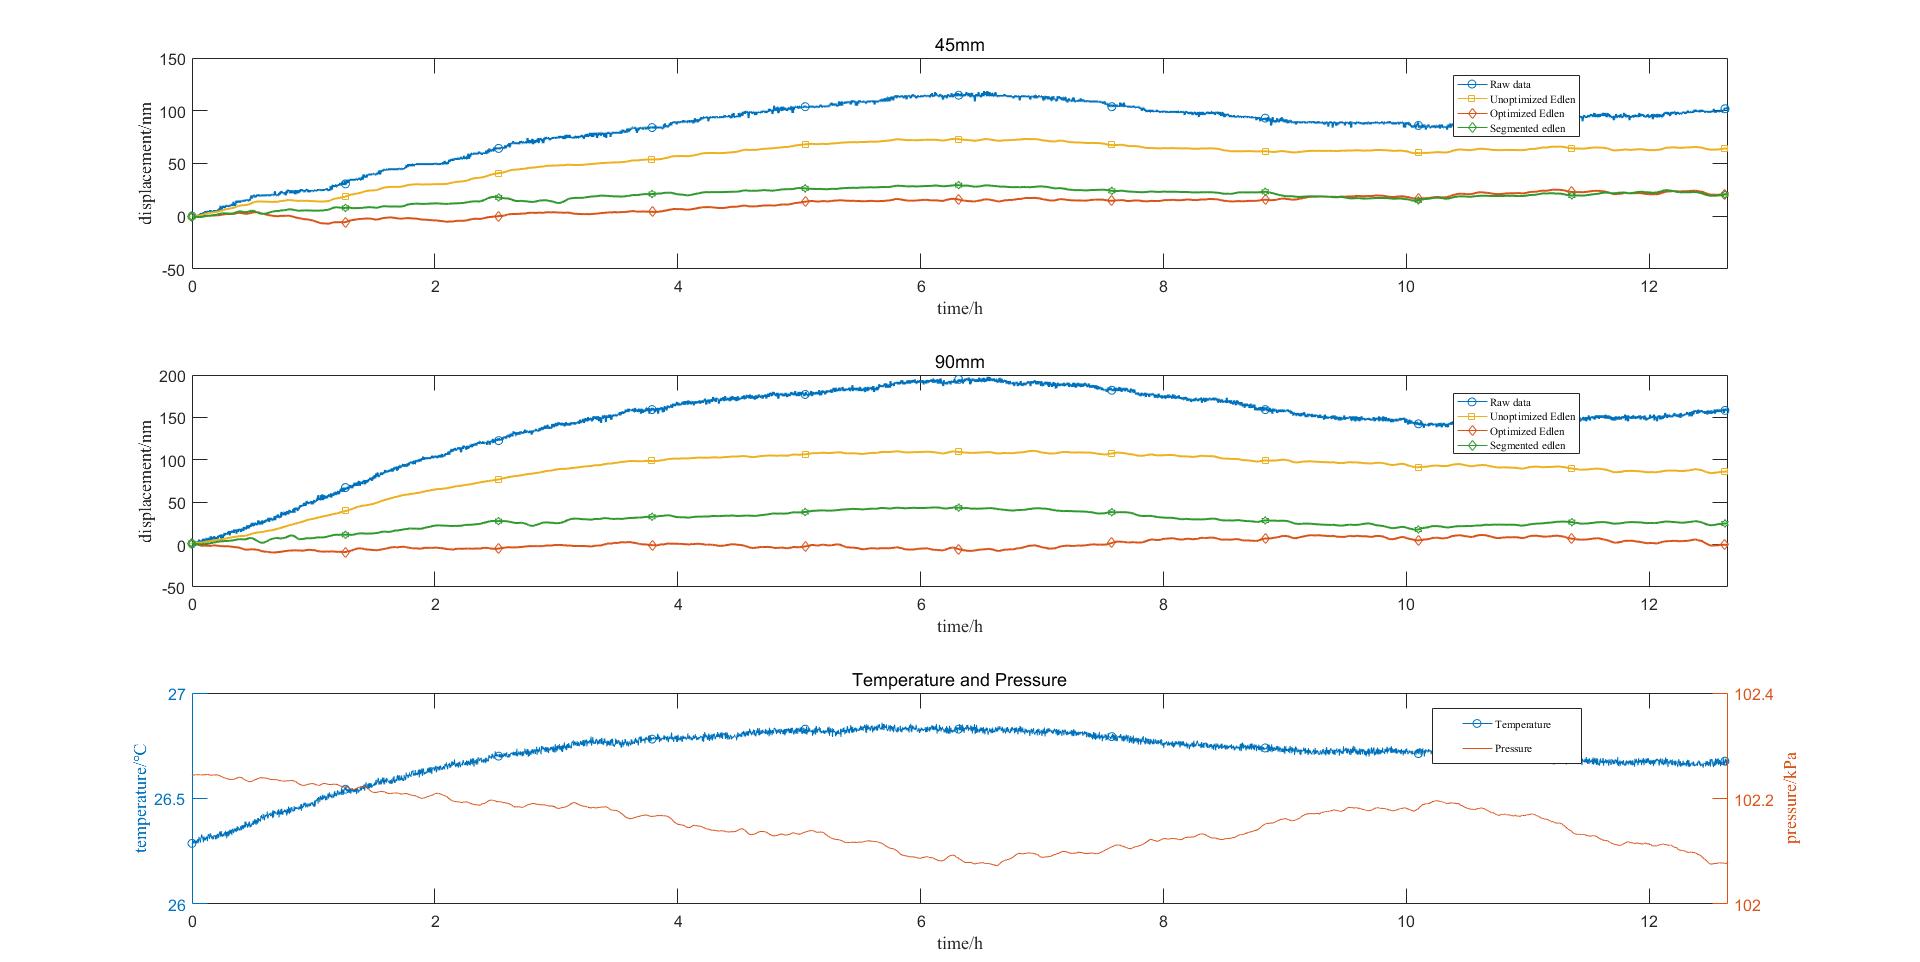 45mm
150
100
50
0
-50
displacement/nm
Raw data
Unoptimized Edlen
Optimized Edlen
Segmented edlen
0 2 4 6 8 10 12
time/h
90mm
200
150
100
50
0
-50
displacement/nm
Raw data
Unoptimized Edlen
Optimized Edlen
Segmented edlen
0 2 4 6 8 10 12
time/h
Temperature and Pressure
27
26.5
26
temperature/°C
Temperature
Pressure
102.4
102.2
102
pressure/kPa
0 2 4 6 8 10 12
time/h